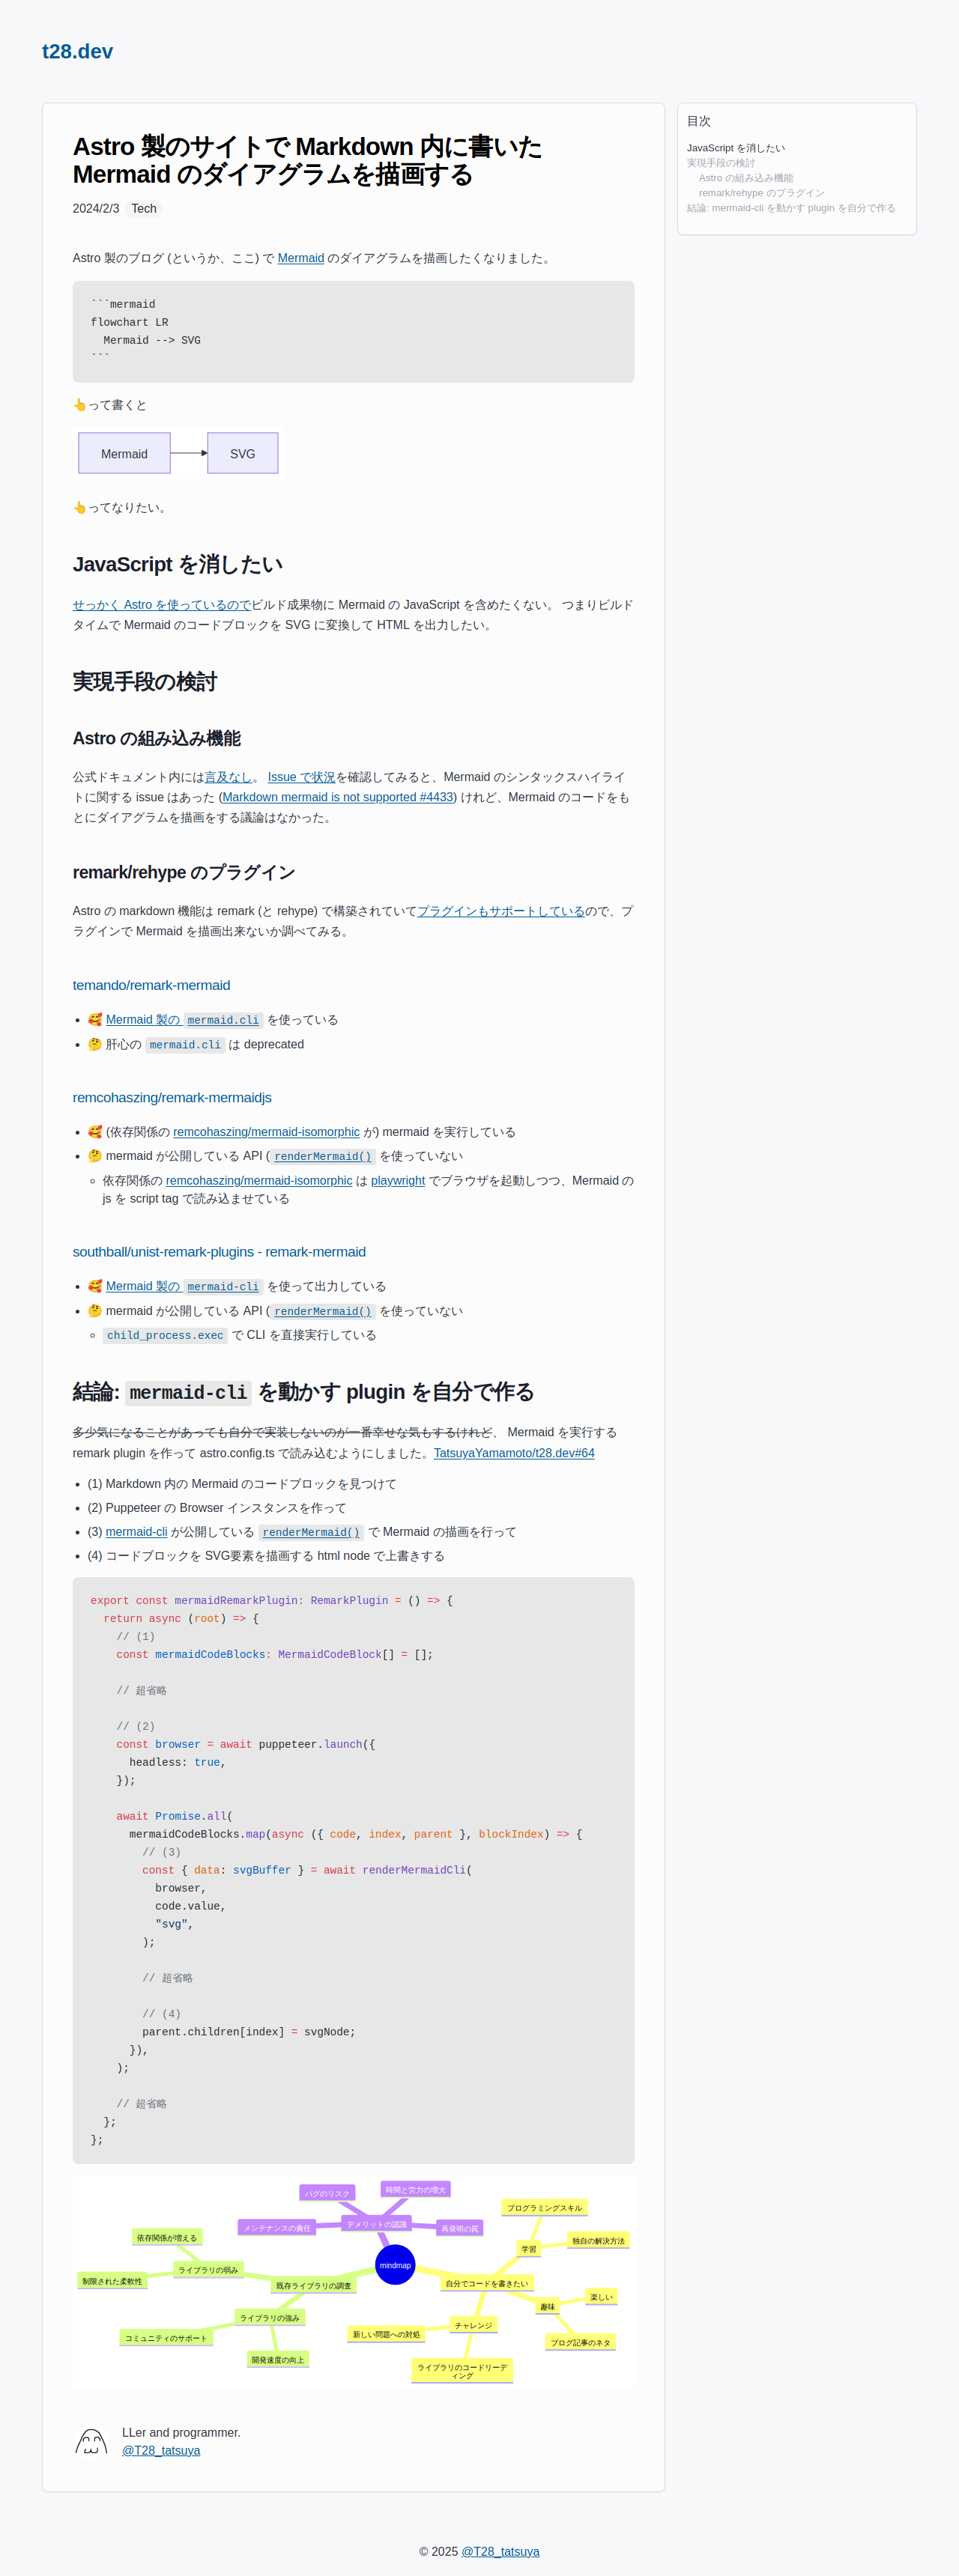 t28.dev
Astro 製のサイトで Markdown 内に書いた
Mermaid のダイアグラムを描画する
2024/2/3 Tech
Astro 製のブログ (というか、ここ) で Mermaid のダイアグラムを描画したくなりました。
```mermaid
flowchart LR
  Mermaid --> SVG
```
👆って書くと
Mermaid
SVG
👆ってなりたい。
JavaScript を消したい
せっかく Astro を使っているのでビルド成果物に Mermaid の JavaScript を含めたくない。 つまりビルド
タイムで Mermaid のコードブロックを SVG に変換して HTML を出力したい。
実現手段の検討
Astro の組み込み機能
公式ドキュメント内には言及なし。 Issue で状況を確認してみると、Mermaid のシンタックスハイライ
トに関する issue はあった (Markdown mermaid is not supported #4433) けれど、Mermaid のコードをも
とにダイアグラムを描画をする議論はなかった。
remark/rehype のプラグイン
Astro の markdown 機能は remark (と rehype) で構築されていてプラグインもサポートしているので、プ
ラグインで Mermaid を描画出来ないか調べてみる。
temando/remark-mermaid
• 🥰 Mermaid 製の mermaid.cli を使っている
• 🤔 肝心の mermaid.cli は deprecated
remcohaszing/remark-mermaidjs
• 🥰 (依存関係の remcohaszing/mermaid-isomorphic が) mermaid を実行している
• 🤔 mermaid が公開している API (renderMermaid() を使っていない
◦ 依存関係の remcohaszing/mermaid-isomorphic は playwright でブラウザを起動しつつ、Mermaid の
js を script tag で読み込ませている
southball/unist-remark-plugins - remark-mermaid
• 🥰 Mermaid 製の mermaid-cli を使って出力している
• 🤔 mermaid が公開している API (renderMermaid() を使っていない
◦ child_process.exec で CLI を直接実行している
結論: mermaid-cli を動かす plugin を自分で作る
多少気になることがあっても自分で実装しないのが一番幸せな気もするけれど、 Mermaid を実行する
remark plugin を作って astro.config.ts で読み込むようにしました。TatsuyaYamamoto/t28.dev#64
• (1) Markdown 内の Mermaid のコードブロックを見つけて
• (2) Puppeteer の Browser インスタンスを作って
• (3) mermaid-cli が公開している renderMermaid() で Mermaid の描画を行って
• (4) コードブロックを SVG要素を描画する html node で上書きする
export const mermaidRemarkPlugin: RemarkPlugin = () => {
  return async (root) => {
    // (1)
    const mermaidCodeBlocks: MermaidCodeBlock[] = [];
    // 超省略
    // (2)
    const browser = await puppeteer.launch({
      headless: true,
    });
    await Promise.all(
      mermaidCodeBlocks.map(async ({ code, index, parent }, blockIndex) => {
        // (3)
        const { data: svgBuffer } = await renderMermaidCli(
          browser,
          code.value,
          "svg",
        );
        // 超省略
        // (4)
        parent.children[index] = svgNode;
      }),
    );
    // 超省略
  };
};
バグのリスク
時間と労力の増大
メンテナンスの責任
デメリットの認識
再発明の罠
プログラミングスキル
依存関係が増える
学習
独自の解決方法
ライブラリの弱み
mindmap
制限された柔軟性
既存ライブラリの調査
自分でコードを書きたい
楽しい
趣味
ライブラリの強み
チャレンジ
コミュニティのサポート
新しい問題への対処
ブログ記事のネタ
開発速度の向上
ライブラリのコードリーデ
ィング
LLer and programmer.
@T28_tatsuya
目次
JavaScript を消したい
実現手段の検討
Astro の組み込み機能
remark/rehype のプラグイン
結論: mermaid-cli を動かす plugin を自分で作る
© 2025 @T28_tatsuya